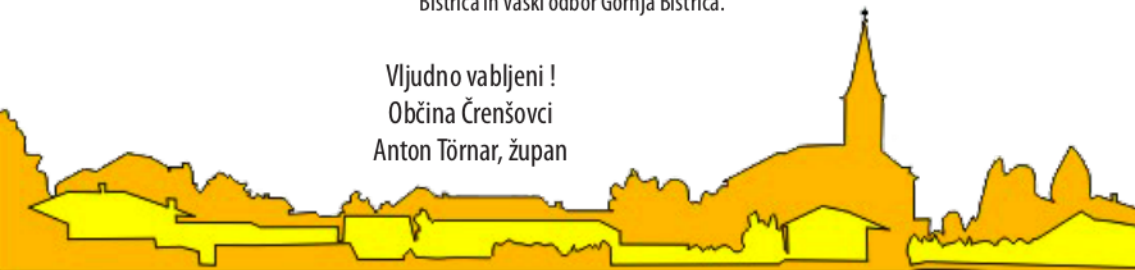 Bistrica in Vaški odbor Gornja Bistrica.
Vljudno vabljeni !
Občina Črenšovci
Anton Törnar, župan